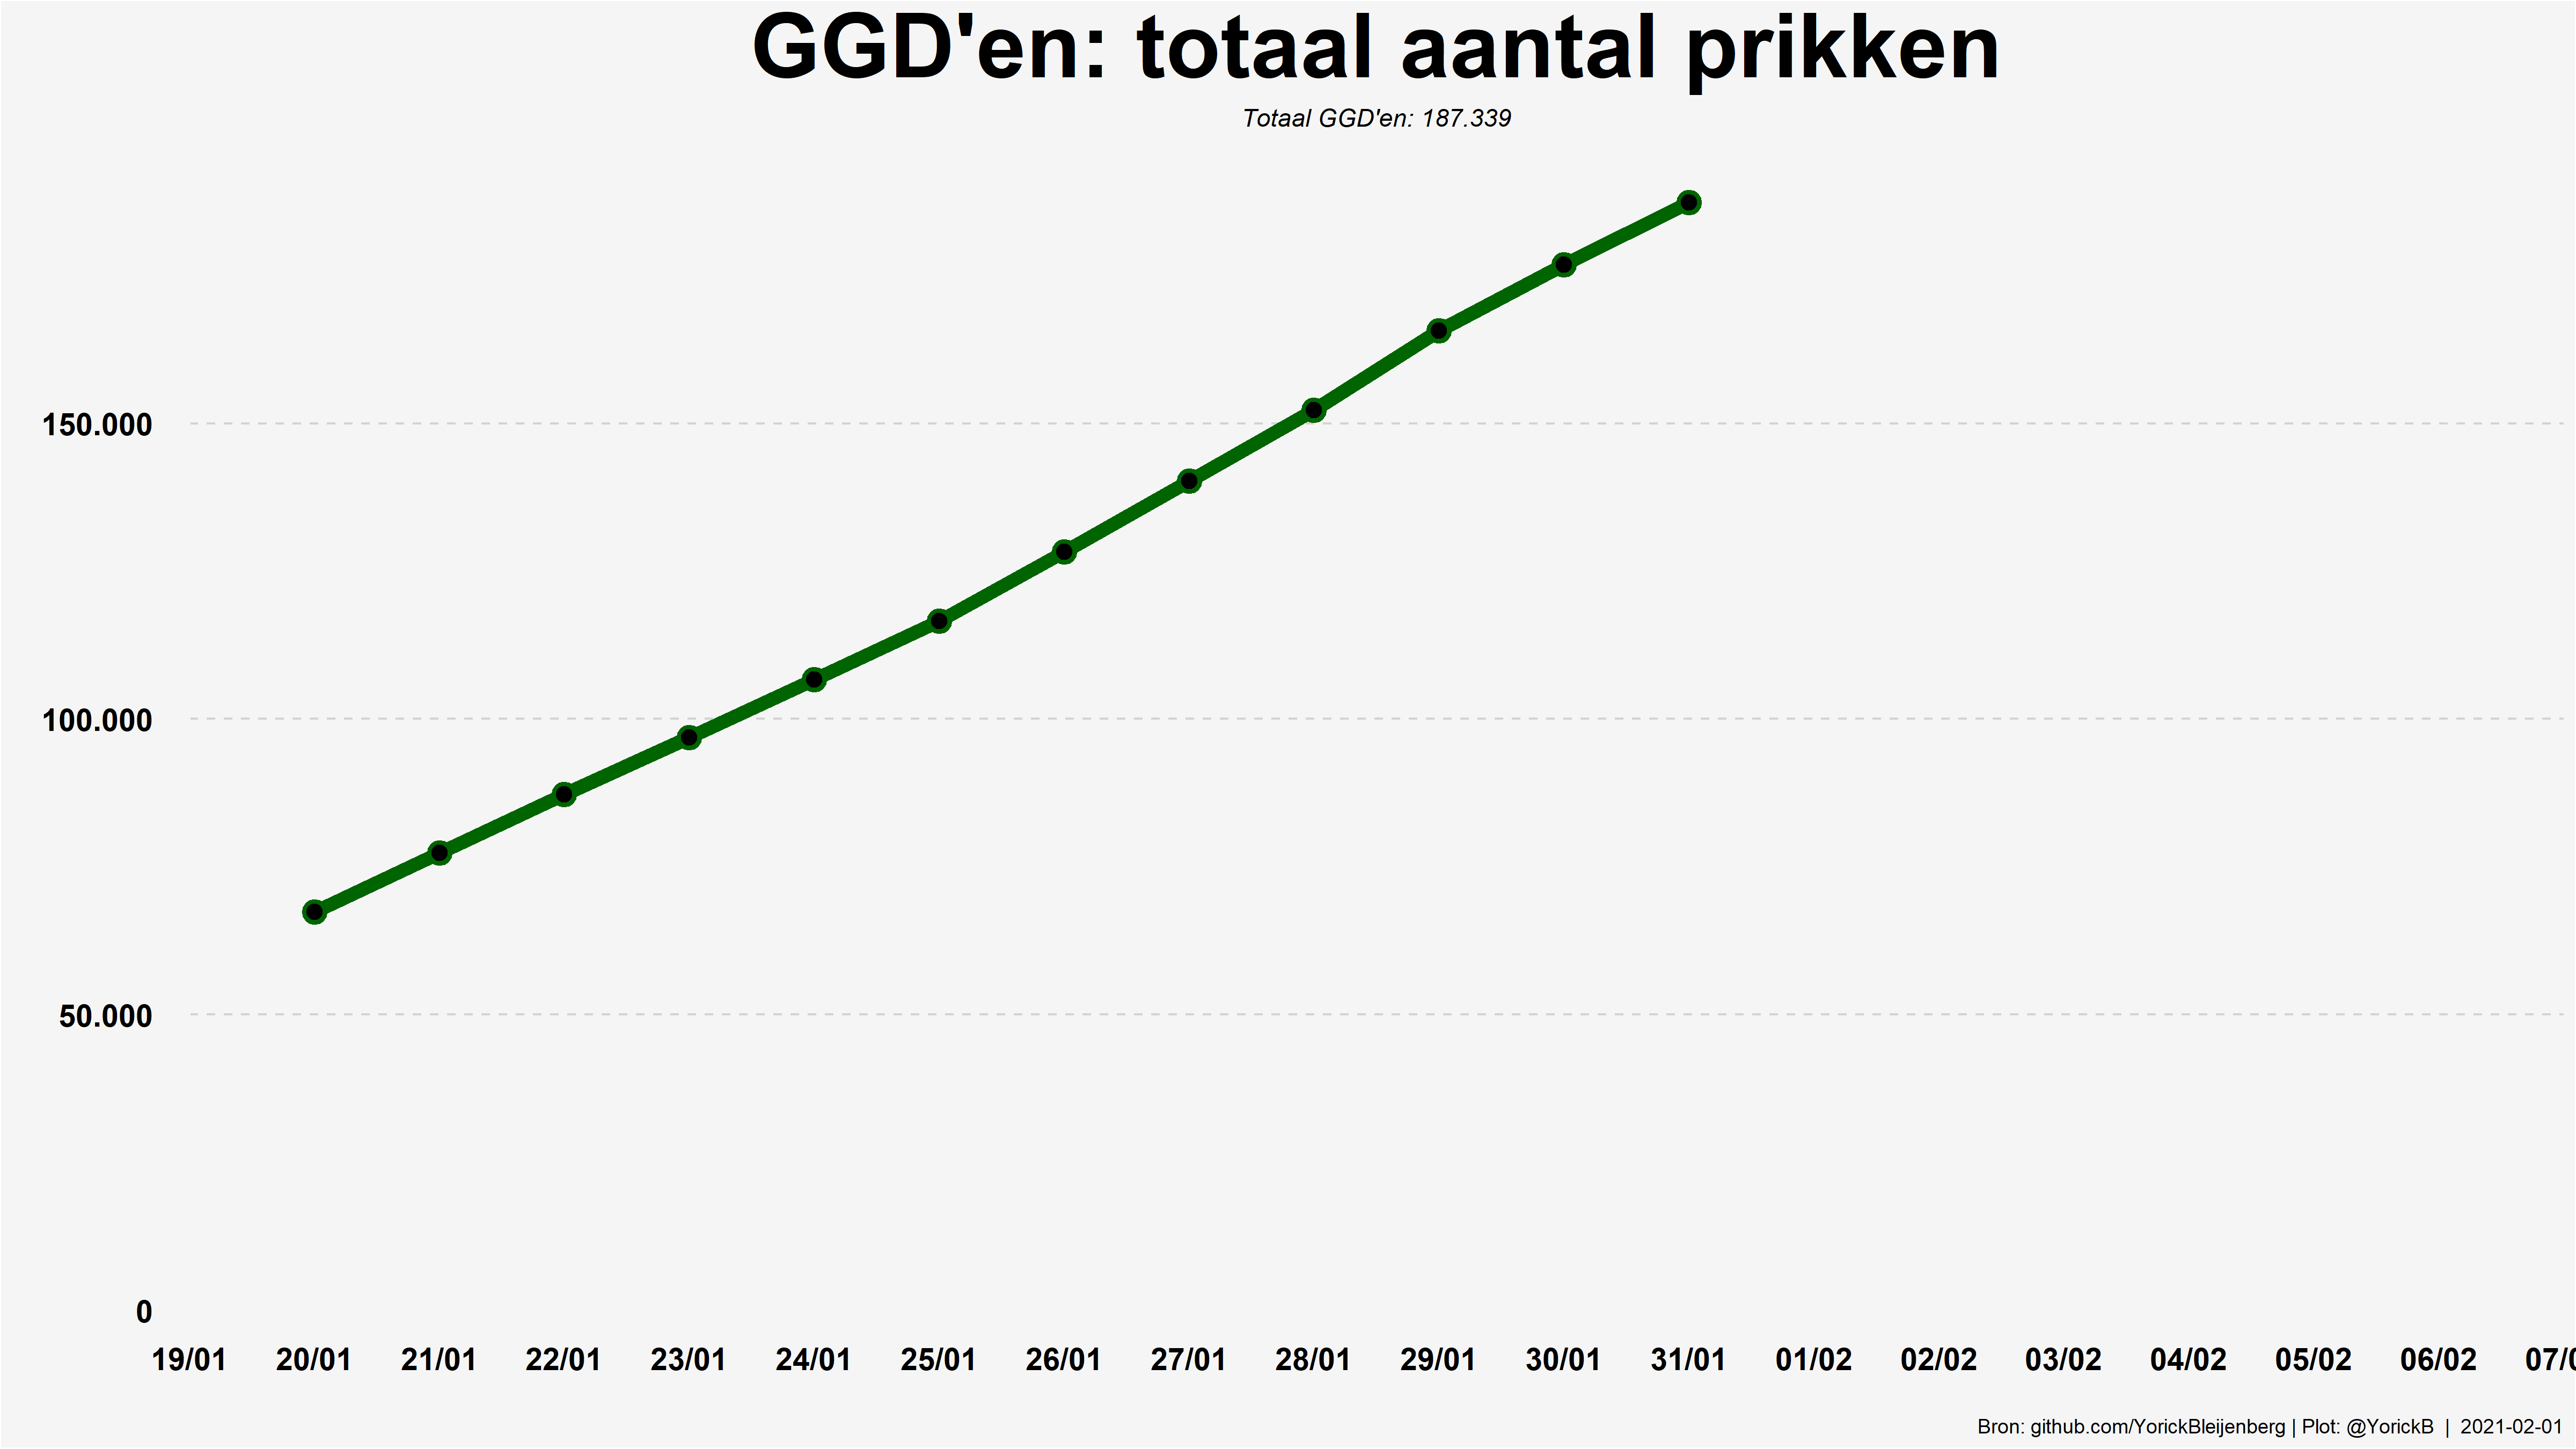 GGD'en: totaal aantal prikken
Totaal GGD'en: 187.339
150.000
100.000
50.000
0
19/01 20/01 21/01 22/01 23/01 24/01 25/01 26/01 27/01 28/01 29/01 30/01 31/01 01/02 02/02 03/02 04/02 05/02 06/02
Bron: github.com/YorickBleijenberg | Plot: @YorickB | 2021-02-01